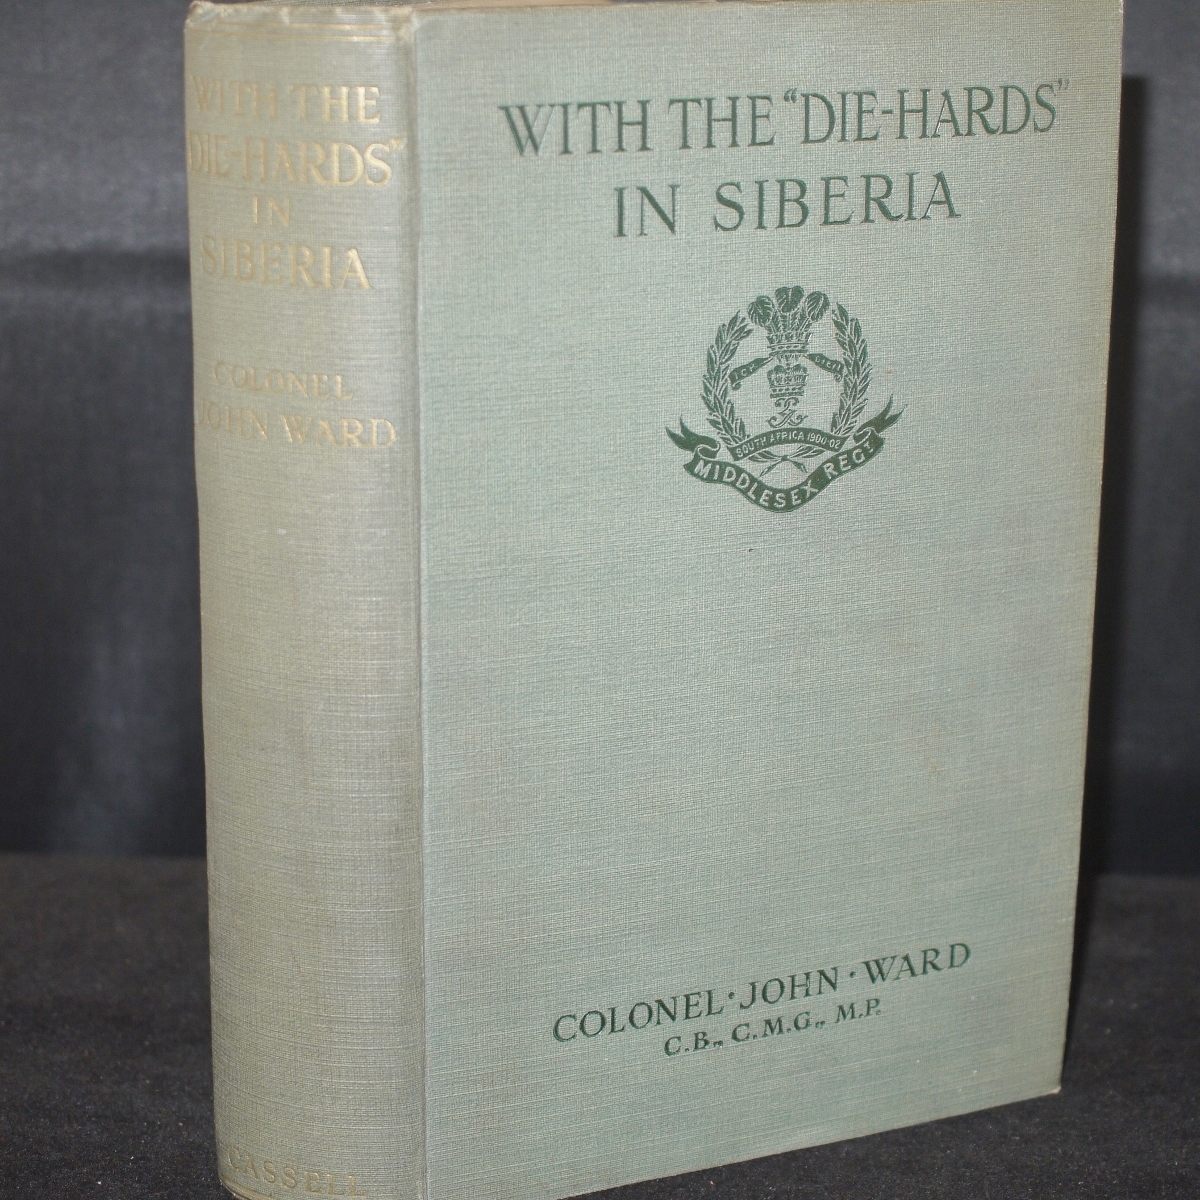 WITH THE
"DIE-HARDS"
IN
SIBERIA
COLONEL
JOHN WARD
CASSELL
WITH THE "DIE-HARDS"
IN SIBERIA
SOUTH AFRICA 1900-02
MIDDLESEX REGT
COLONEL · JOHN · WARD
C.B., C.M.G., M.P.